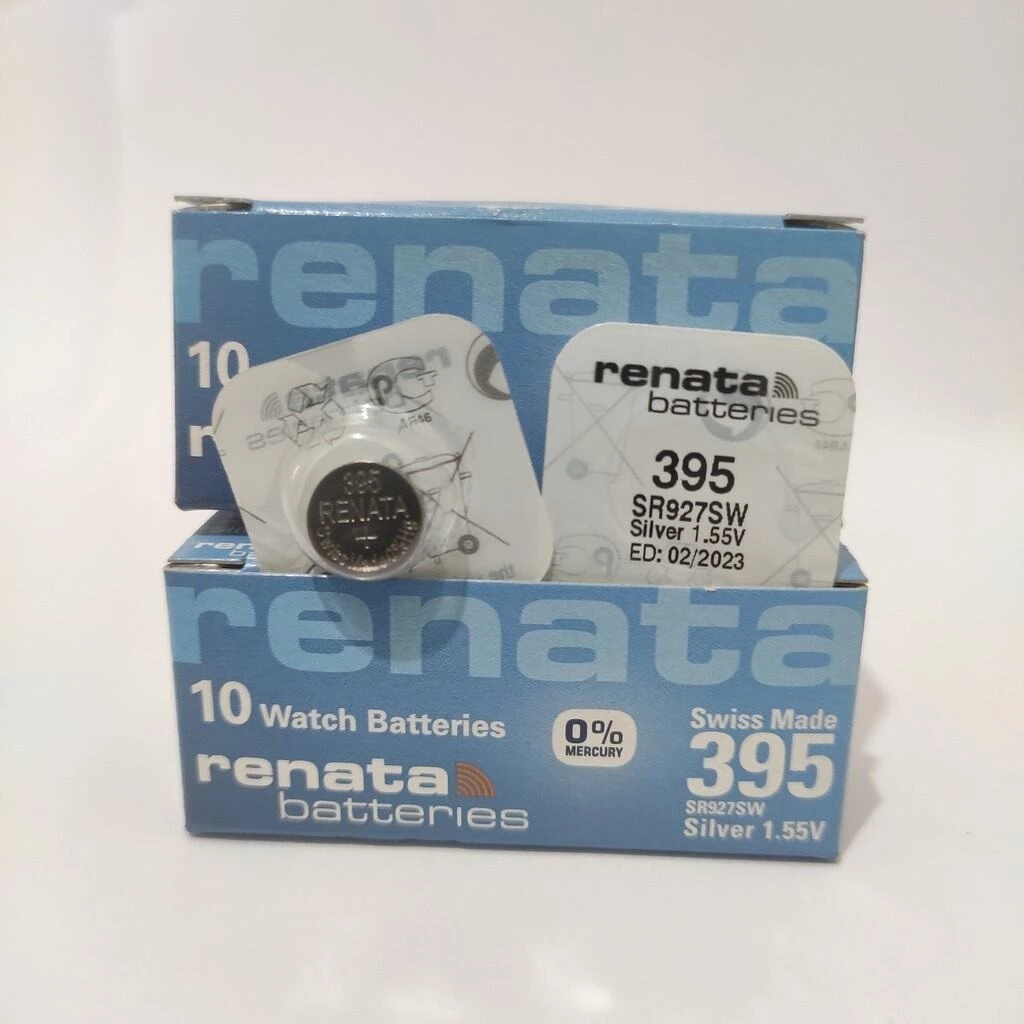 renata
10
r
renata
batteries
395
SR927SW
Silver 1.55V
ED: 02/2023
395
RENATA
+
renata
10 Watch Batteries
renata
batteries
0%
MERCURY
Swiss Made
395
SR927SW
Silver 1.55V